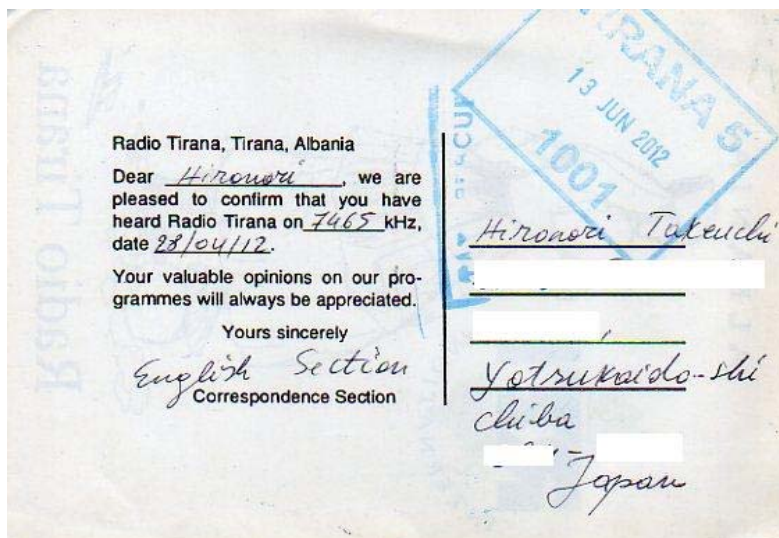 Radio Tirana, Tirana, Albania
Dear Hironori, we are
pleased to confirm that you have
heard Radio Tirana on 7465 kHz,
date 28/04/12.
Your valuable opinions on our pro-
grammes will always be appreciated.
Yours sincerely
English Section
Correspondence Section
TIRANA 5
13 JUN 2012
1001
Hironori Takeuchi
Yotsukaido-shi
Chiba
Japan
Radio Tirana